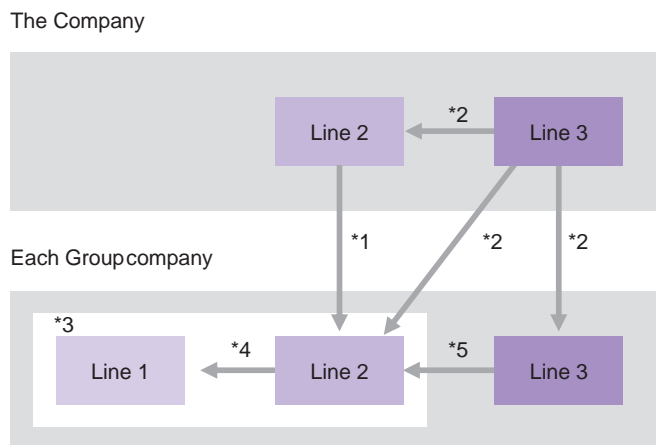 The Company
Line 2
*2
Line 3
*1
*2
*2
Each Groupcompany
*3
Line 1
*4
Line 2
*5
Line 3